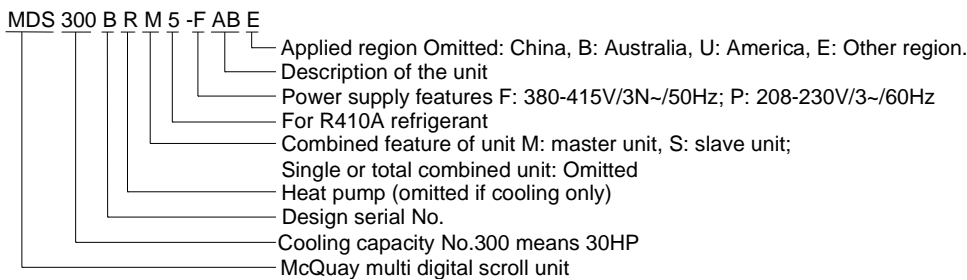 MDS 300 B R M 5 -F AB E
Applied region Omitted: China, B: Australia, U: America, E: Other region.
Description of the unit
Power supply features F: 380-415V/3N~/50Hz; P: 208-230V/3~/60Hz
For R410A refrigerant
Combined feature of unit M: master unit, S: slave unit;
Single or total combined unit: Omitted
Heat pump (omitted if cooling only)
Design serial No.
Cooling capacity No.300 means 30HP
McQuay multi digital scroll unit